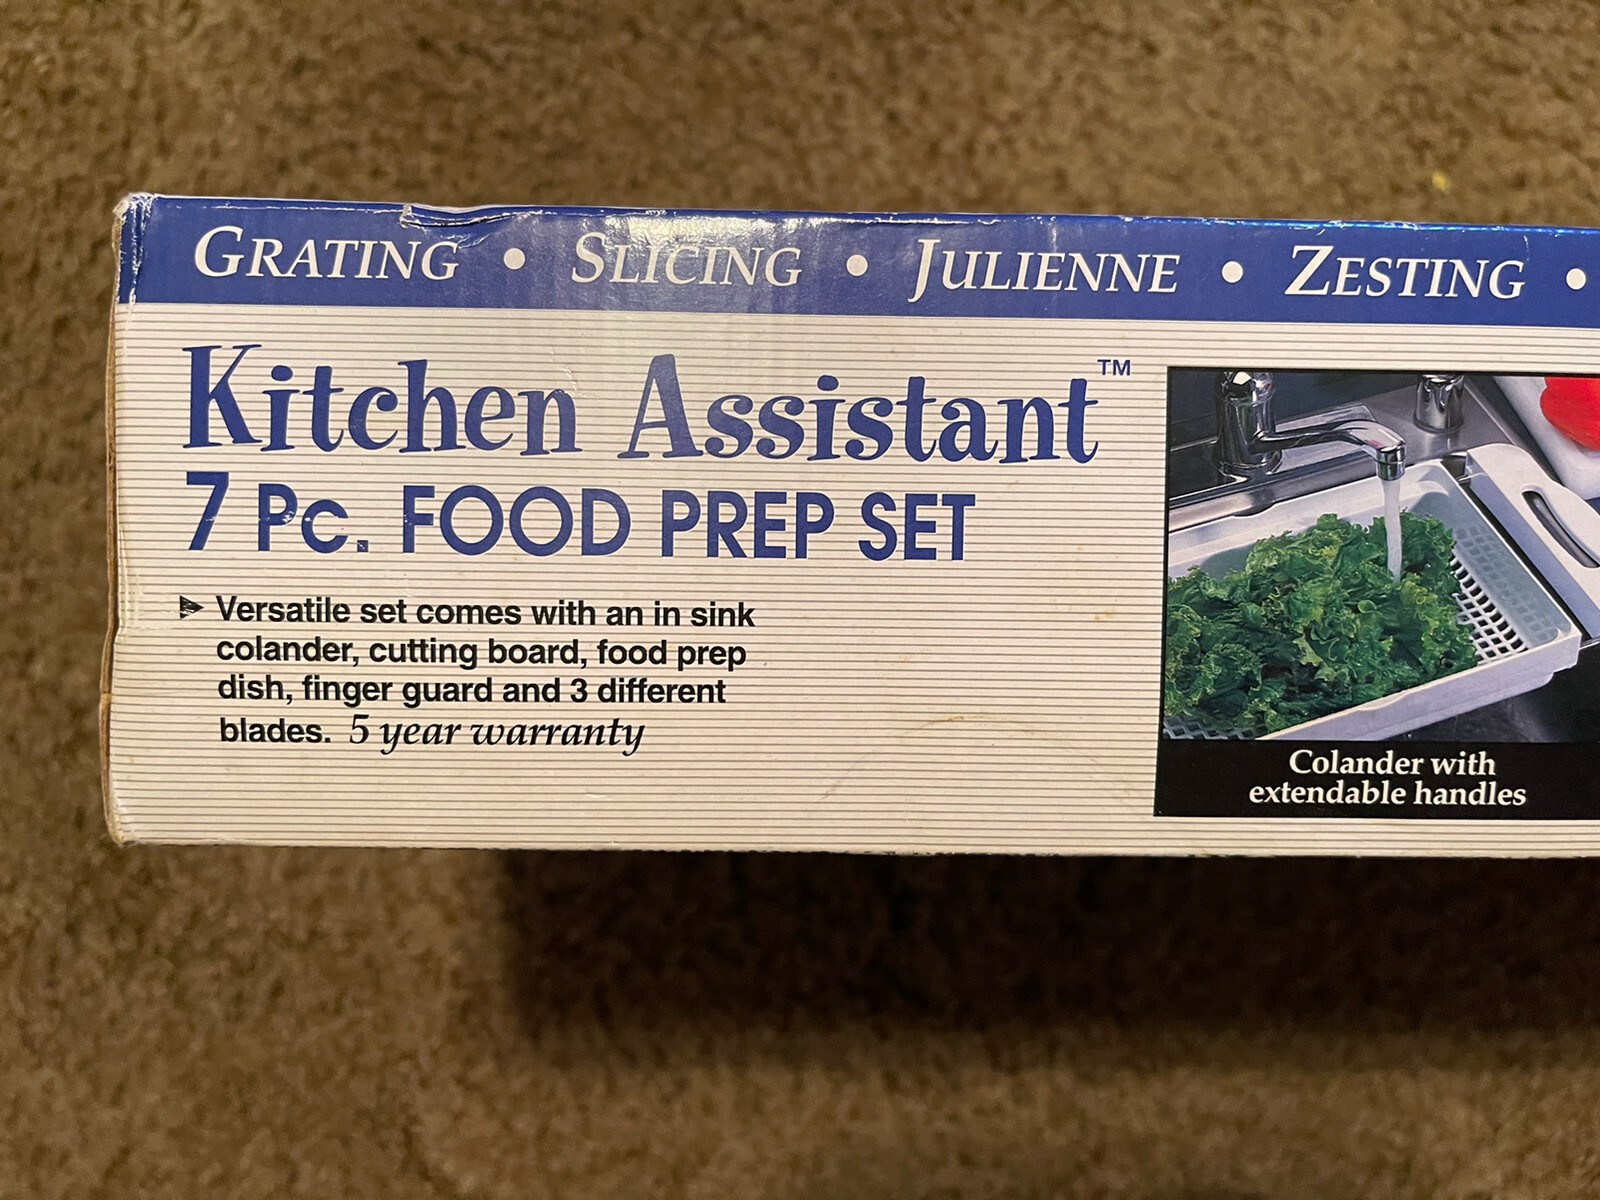 GRATING • SLICING • JULIENNE • ZESTING •
Kitchen Assistant™
7 Pc. FOOD PREP SET
Versatile set comes with an in sink
colander, cutting board, food prep
dish, finger guard and 3 different
blades. 5 year warranty
Colander with
extendable handles